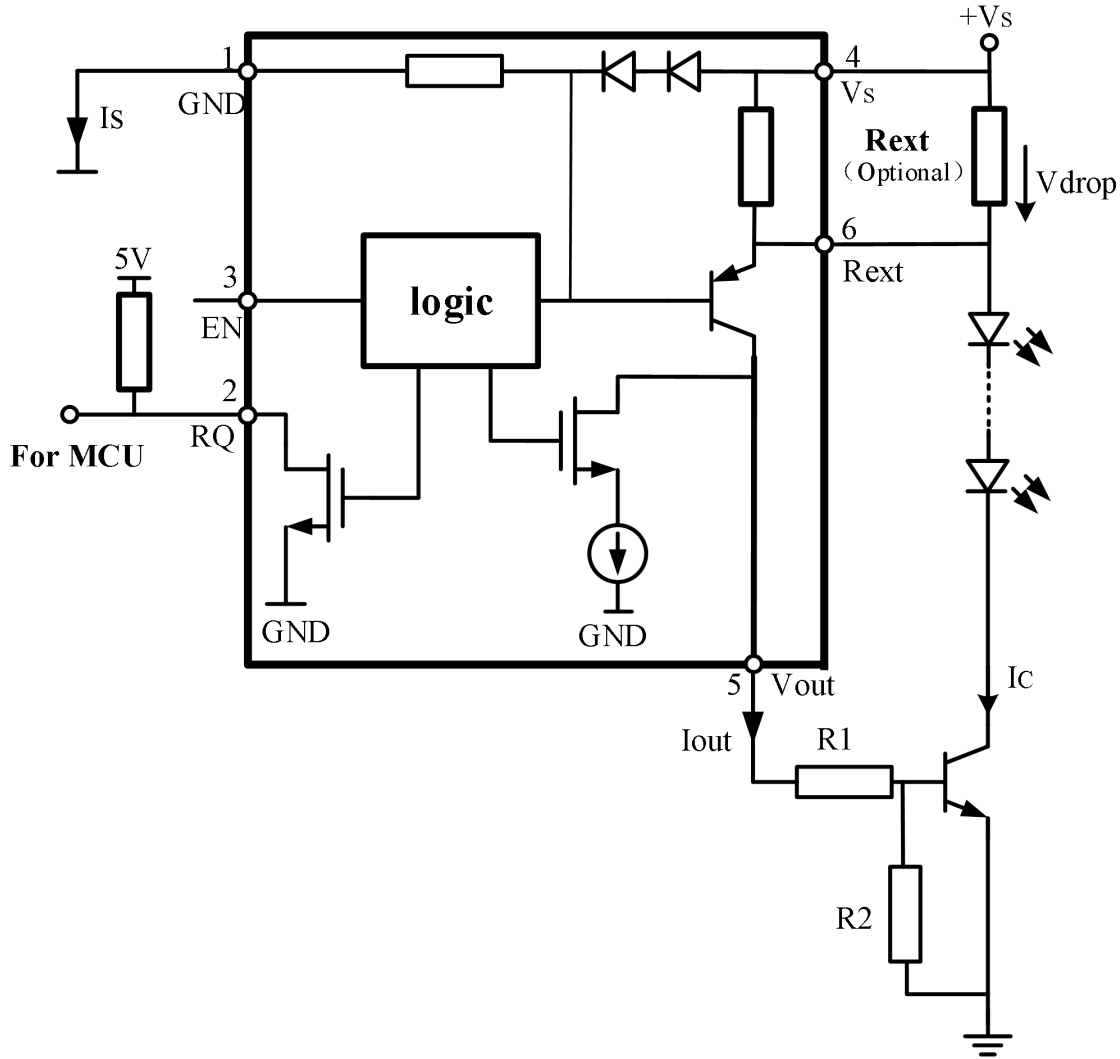 +Vs
1
4
GND
Vs
Is
Rext
（Optional）
Vdrop
6
Rext
5V
3
logic
EN
2
RQ
For MCU
GND
GND
5
Vout
Ic
Iout
R1
R2